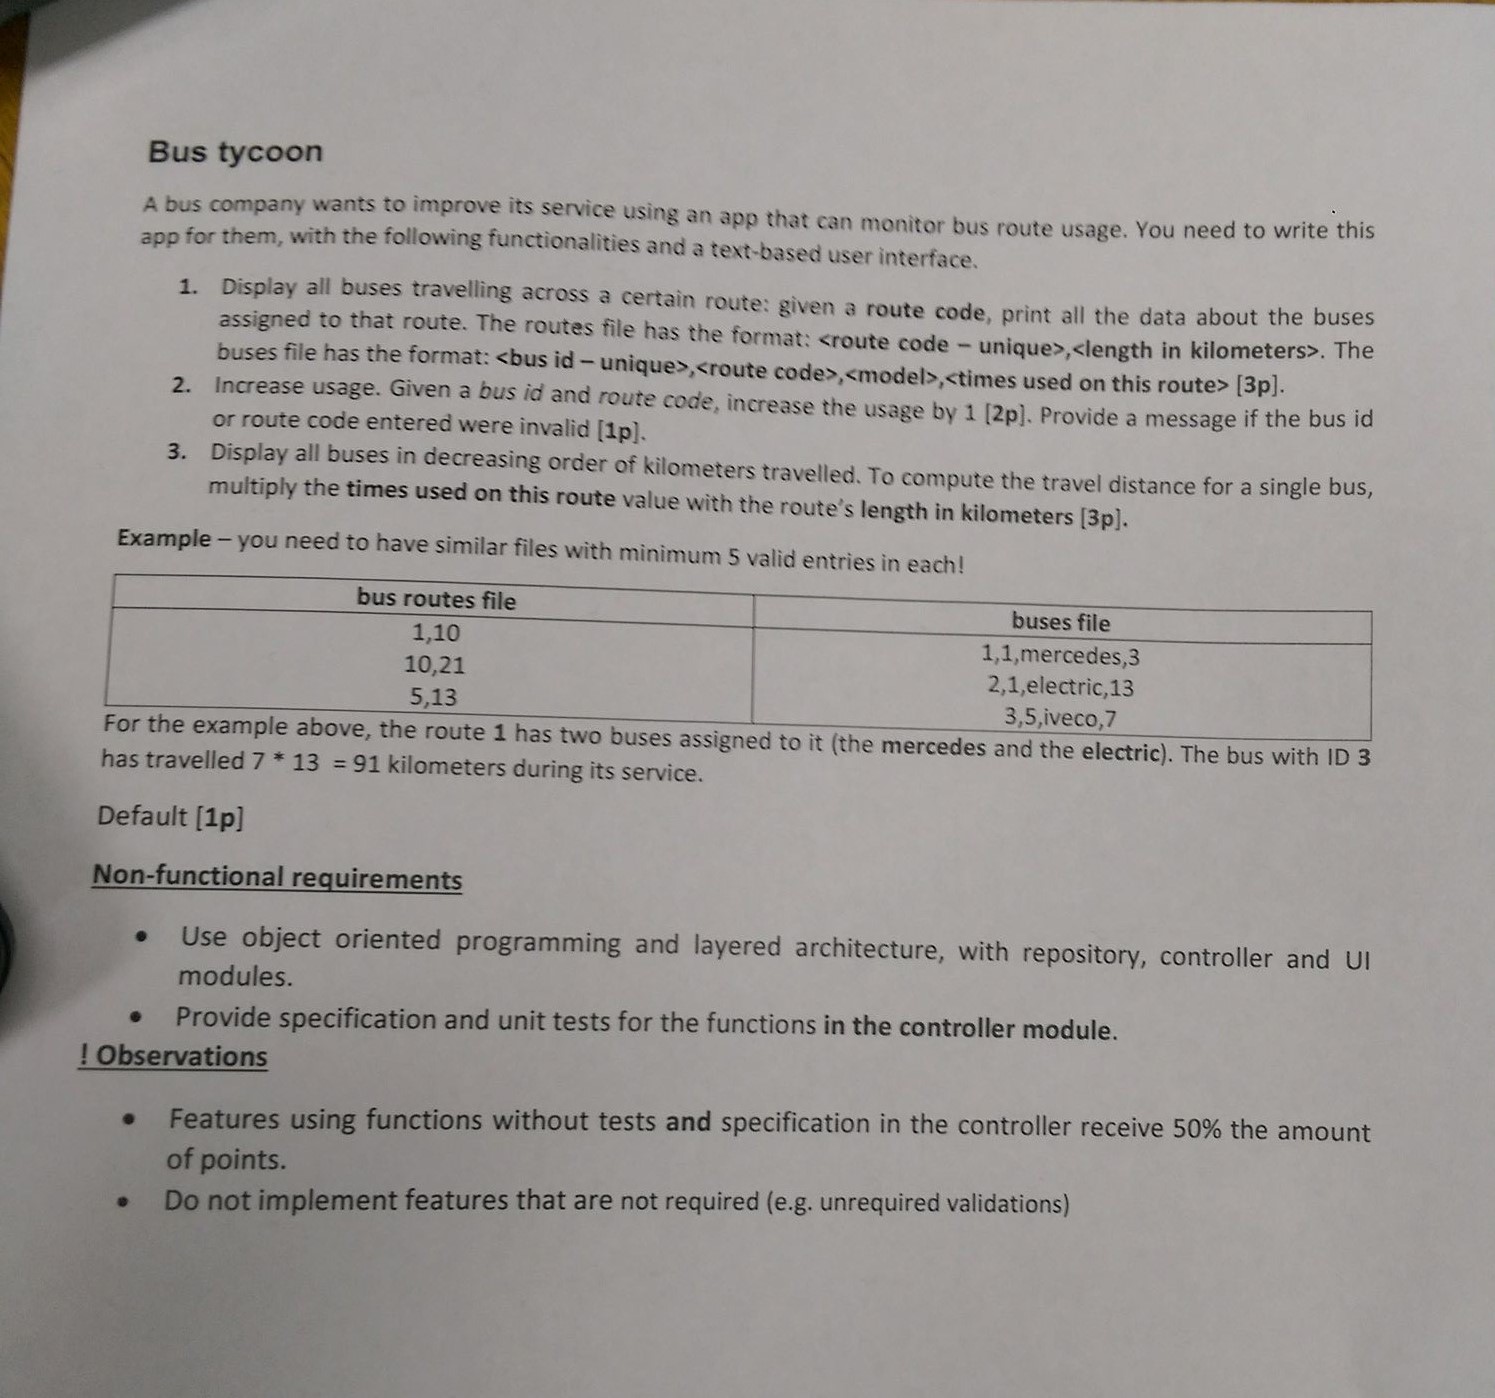 Bus tycoon
A bus company wants to improve its service using an app that can monitor bus route usage. You need to write this
app for them, with the following functionalities and a text-based user interface.
1. Display all buses travelling across a certain route: given a route code, print all the data about the buses
assigned to that route. The routes file has the format: <route code – unique>,<length in kilometers>. The
buses file has the format: <bus id – unique>,<route code>,<model>,<times used on this route> [3p].
2. Increase usage. Given a bus id and route code, increase the usage by 1 [2p]. Provide a message if the bus id
or route code entered were invalid [1p].
3. Display all buses in decreasing order of kilometers travelled. To compute the travel distance for a single bus,
multiply the times used on this route value with the route's length in kilometers [3p].
Example – you need to have similar files with minimum 5 valid entries in each!
bus routes file
1,10
10,21
5,13
buses file
1,1,mercedes,3
2,1,electric,13
3,5,iveco,7
For the example above, the route 1 has two buses assigned to it (the mercedes and the electric). The bus with ID 3
has travelled 7 * 13 = 91 kilometers during its service.
Default [1p]
Non-functional requirements
• Use object oriented programming and layered architecture, with repository, controller and UI
modules.
• Provide specification and unit tests for the functions in the controller module.
! Observations
• Features using functions without tests and specification in the controller receive 50% the amount
of points.
• Do not implement features that are not required (e.g. unrequired validations)